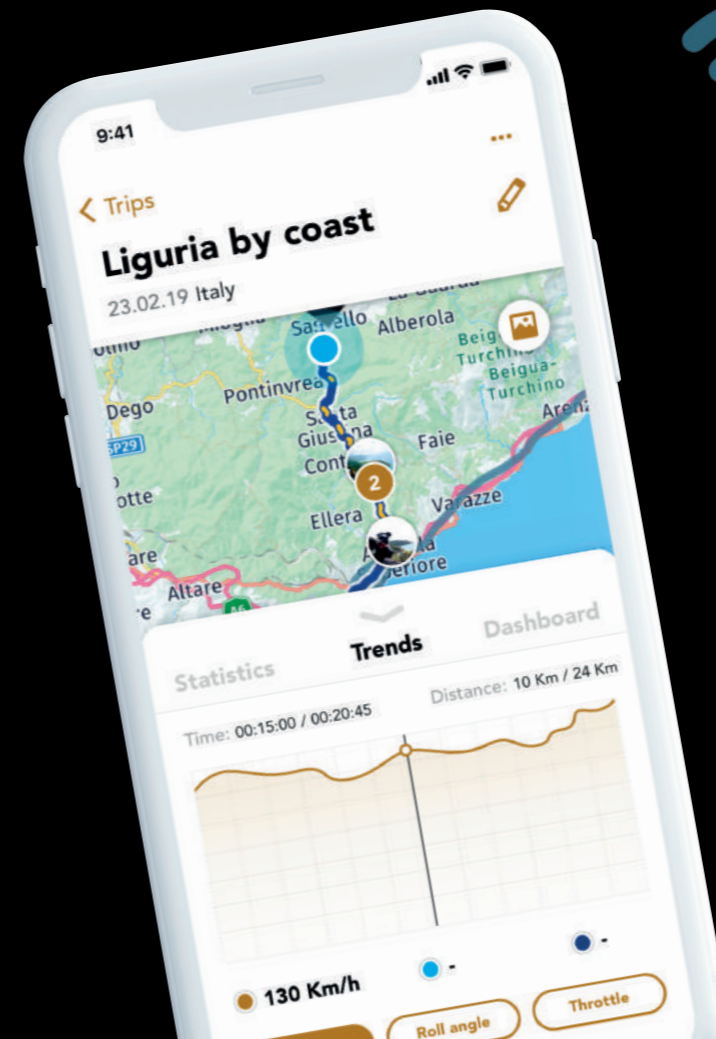 9:41
Trips
Liguria by coast
23.02.19 Italy
Alberola
Pontinvrea
Dego
SP29
Beigua-
Turchino
Faie
Ellera
Varazze
Altare
A6
2
Statistics
Trends
Dashboard
Time: 00:15:00 / 00:20:45
Distance: 10 Km / 24 Km
130 Km/h
-
-
Roll angle
Throttle